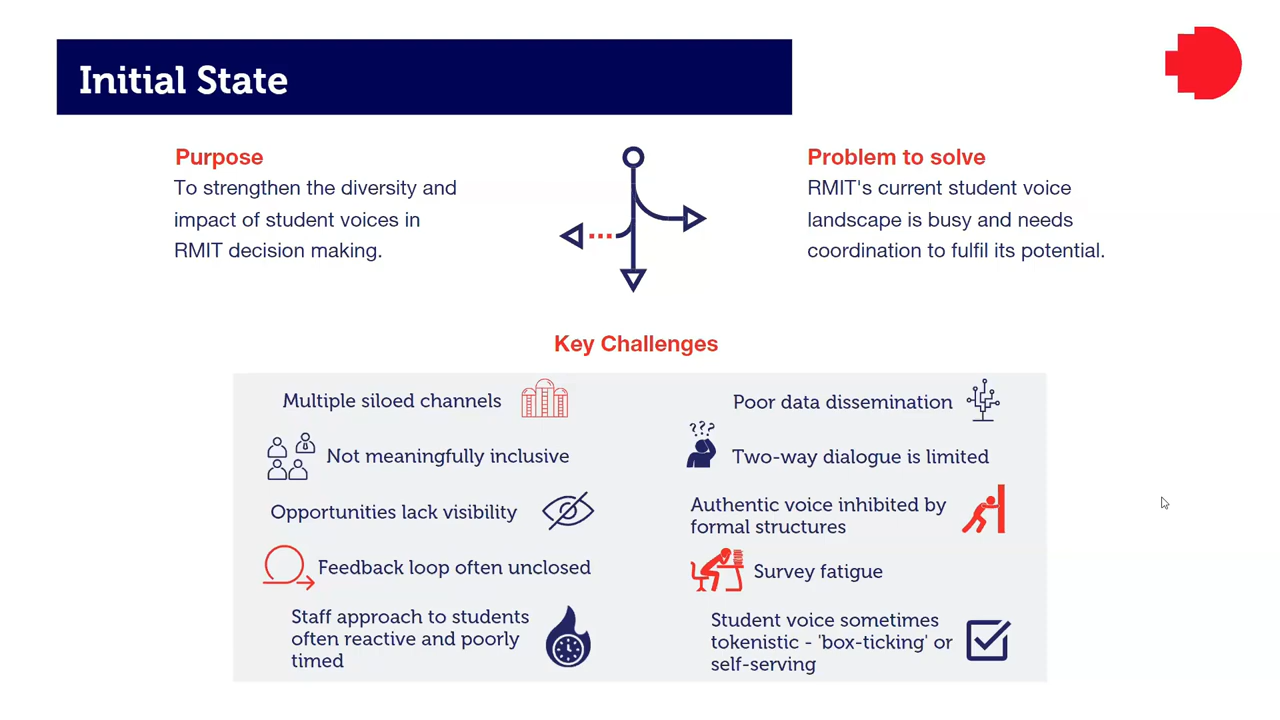 Initial State
Purpose
To strengthen the diversity and
impact of student voices in
RMIT decision making.
Problem to solve
RMIT's current student voice
landscape is busy and needs
coordination to fulfil its potential.
Key Challenges
Multiple siloed channels
Not meaningfully inclusive
Opportunities lack visibility
Feedback loop often unclosed
Staff approach to students
often reactive and poorly
timed
Poor data dissemination
???
Two-way dialogue is limited
Authentic voice inhibited by
formal structures
Survey fatigue
Student voice sometimes
tokenistic - 'box-ticking' or
self-serving